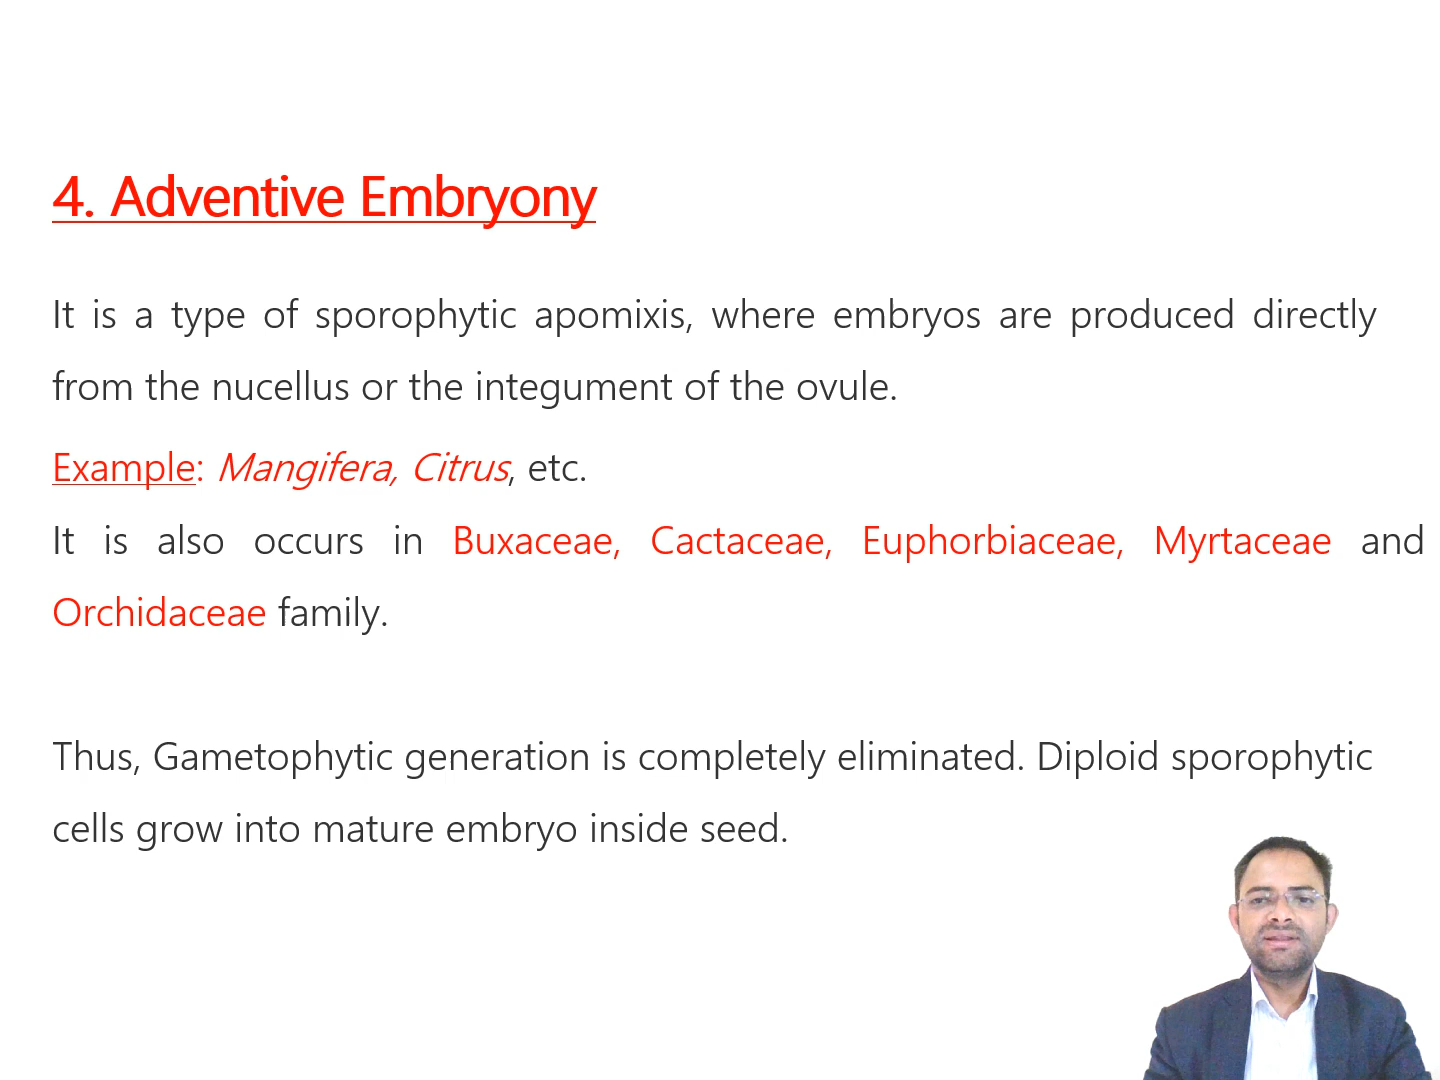 4. Adventive Embryony
It is a type of sporophytic apomixis, where embryos are produced directly
from the nucellus or the integument of the ovule.
Example: Mangifera, Citrus, etc.
It is also occurs in Buxaceae, Cactaceae, Euphorbiaceae, Myrtaceae and
Orchidaceae family.
Thus, Gametophytic generation is completely eliminated. Diploid sporophytic
cells grow into mature embryo inside seed.